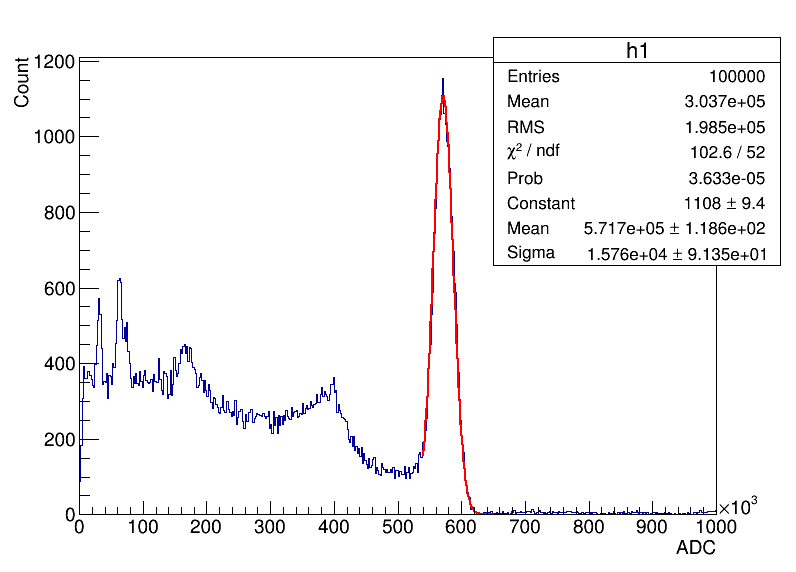 h1
Entries 100000
Mean 3.037e+05
RMS 1.985e+05
χ² / ndf 102.6 / 52
Prob 3.633e-05
Constant 1108 ± 9.4
Mean 5.717e+05 ± 1.186e+02
Sigma 1.576e+04 ± 9.135e+01
Count
1200
1000
800
600
400
200
0
0 100 200 300 400 500 600 700 800 900 1000
×10³
ADC